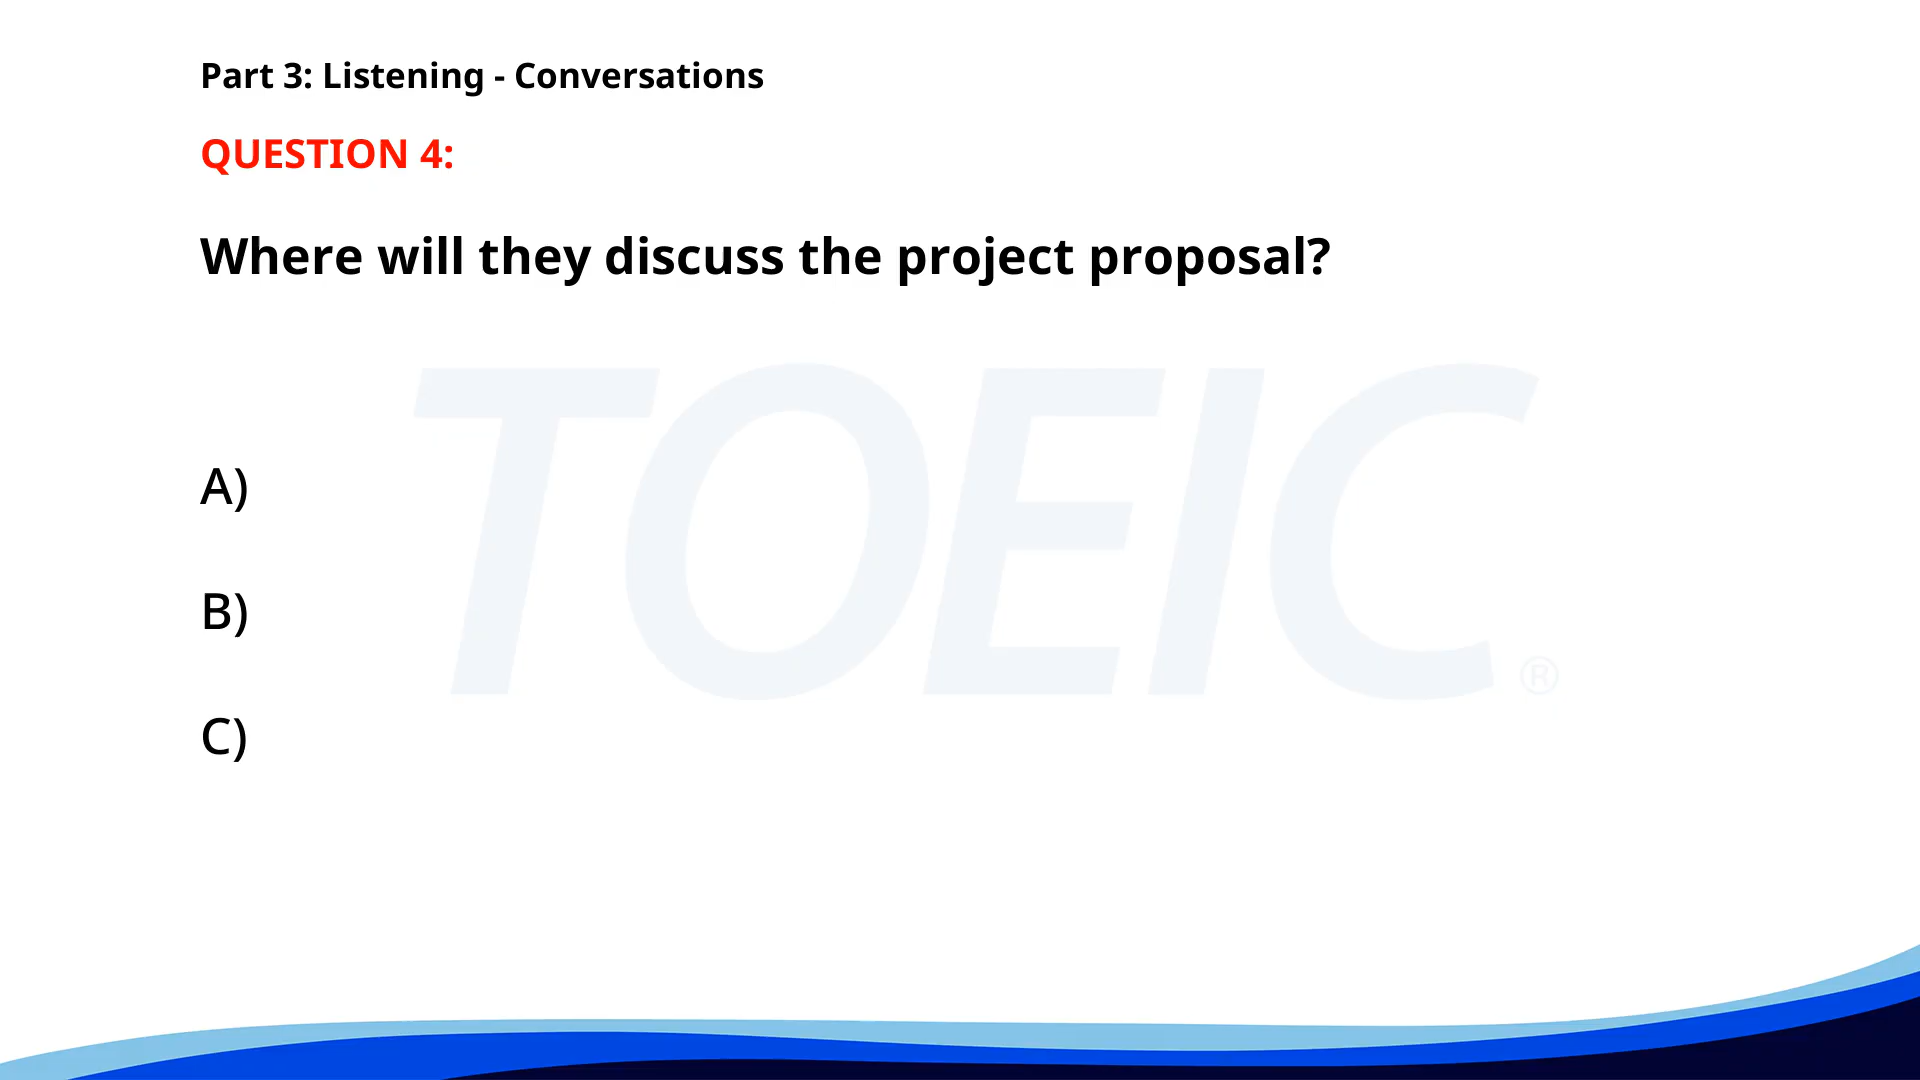 Part 3: Listening - Conversations
QUESTION 4:
Where will they discuss the project proposal?
TOEIC®
A)
B)
C)